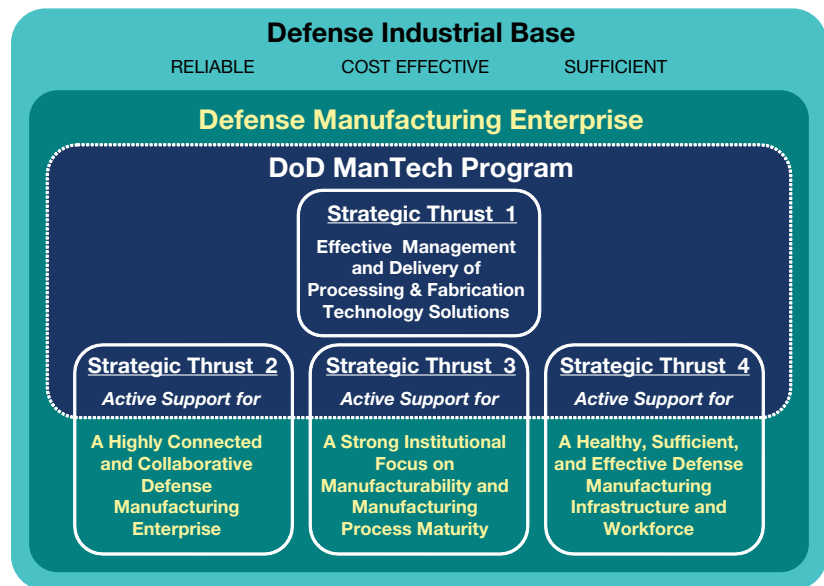 Defense Industrial Base
RELIABLE COST EFFECTIVE SUFFICIENT
Defense Manufacturing Enterprise
DoD ManTech Program
Strategic Thrust 1
Effective Management
and Delivery of
Processing & Fabrication
Technology Solutions
Strategic Thrust 2
Active Support for
A Highly Connected
and Collaborative
Defense
Manufacturing
Enterprise
Strategic Thrust 3
Active Support for
A Strong Institutional
Focus on
Manufacturability and
Manufacturing
Process Maturity
Strategic Thrust 4
Active Support for
A Healthy, Sufficient,
and Effective Defense
Manufacturing
Infrastructure and
Workforce